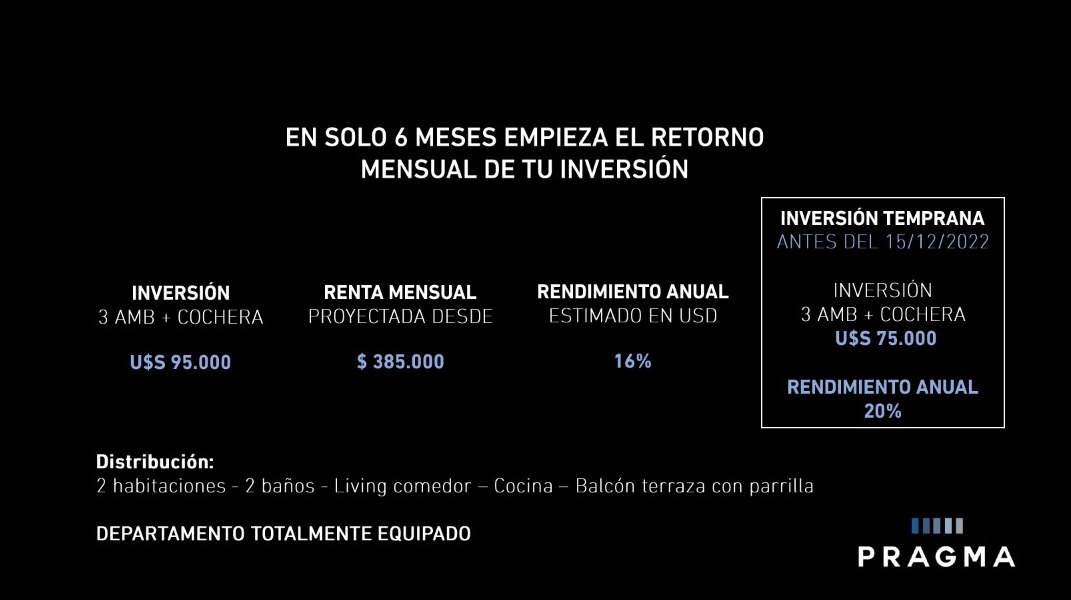 EN SOLO 6 MESES EMPIEZA EL RETORNO
MENSUAL DE TU INVERSIÓN
INVERSIÓN
3 AMB + COCHERA
U$S 95.000
RENTA MENSUAL
PROYECTADA DESDE
$ 385.000
RENDIMIENTO ANUAL
ESTIMADO EN USD
16%
INVERSIÓN TEMPRANA
ANTES DEL 15/12/2022
INVERSIÓN
3 AMB + COCHERA
U$S 75.000
RENDIMIENTO ANUAL
20%
Distribución:
2 habitaciones - 2 baños - Living comedor – Cocina – Balcón terraza con parrilla
DEPARTAMENTO TOTALMENTE EQUIPADO
PRAGMA